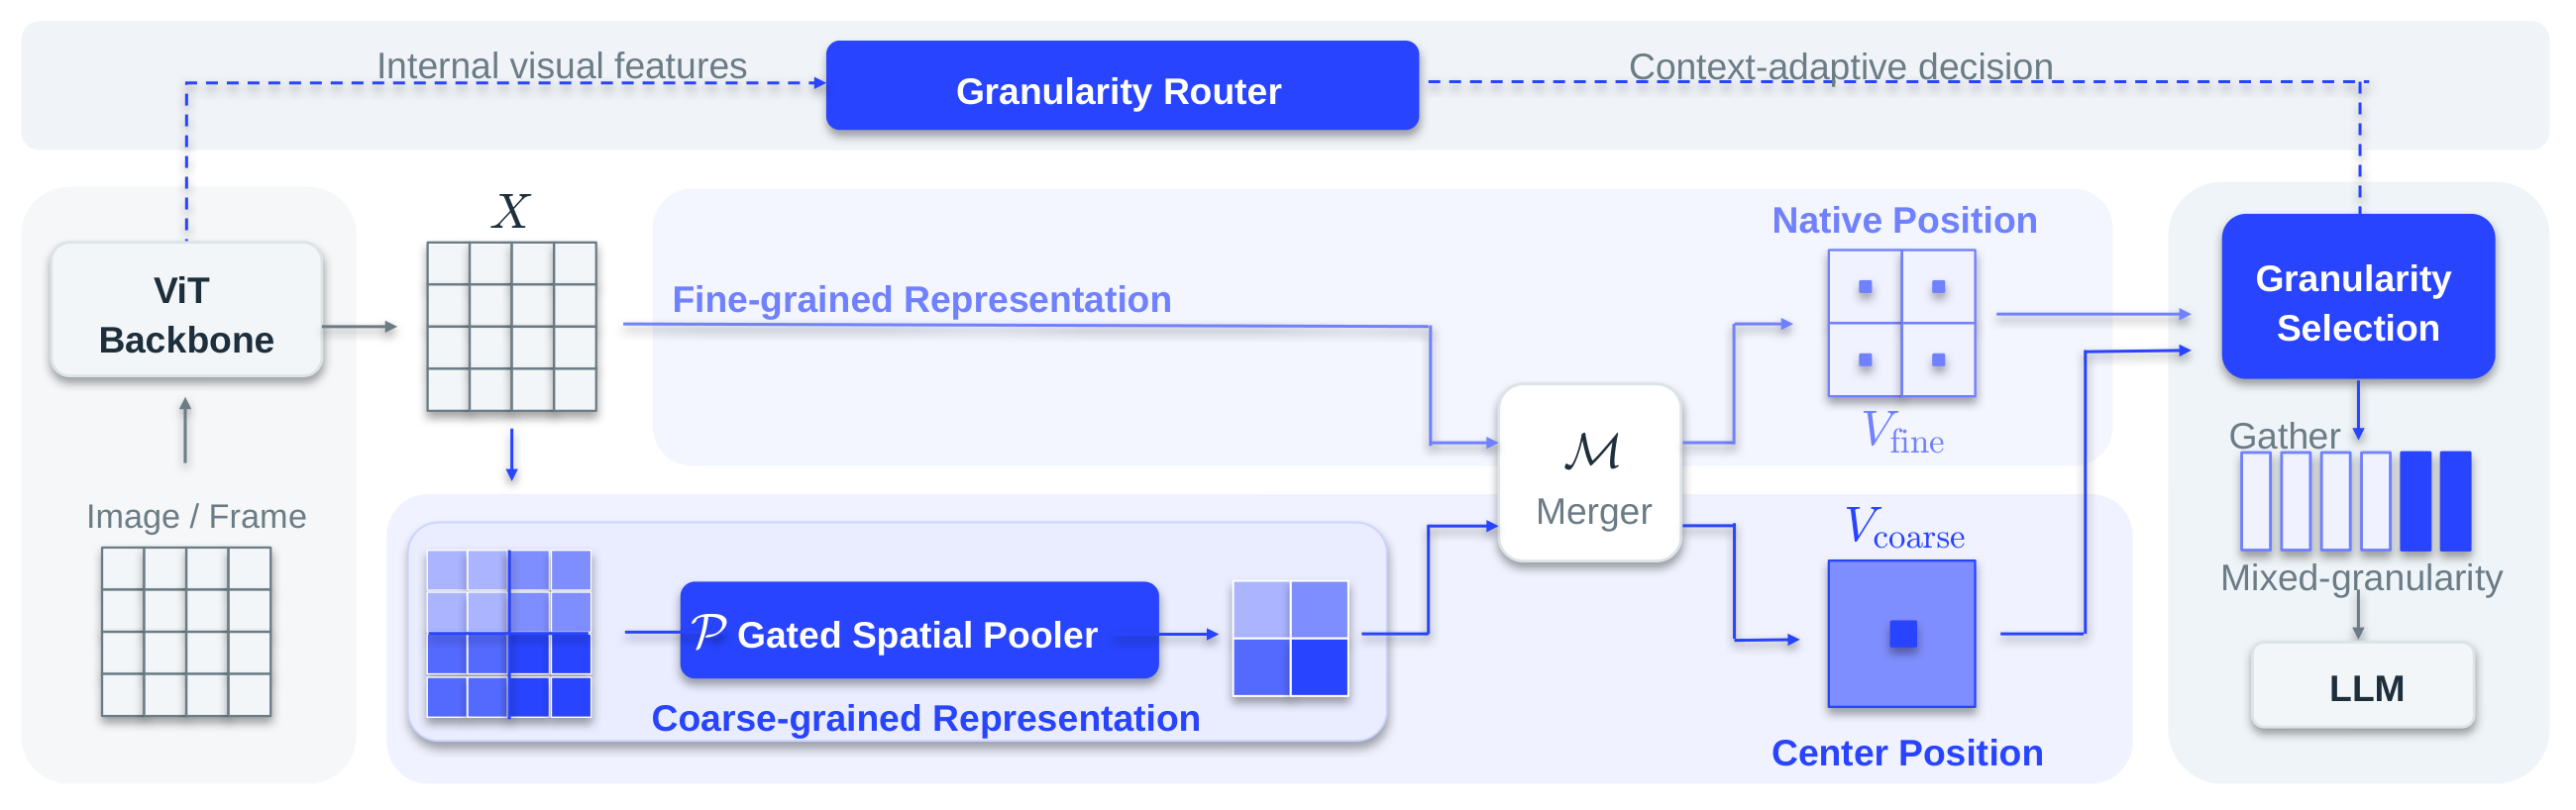 Internal visual features
Granularity Router
Context-adaptive decision
ViT
Backbone
Image / Frame
X
Fine-grained Representation
𝒫 Gated Spatial Pooler
Coarse-grained Representation
ℳ
Merger
Native Position
V_fine
V_coarse
Center Position
Granularity
Selection
Gather
Mixed-granularity
LLM